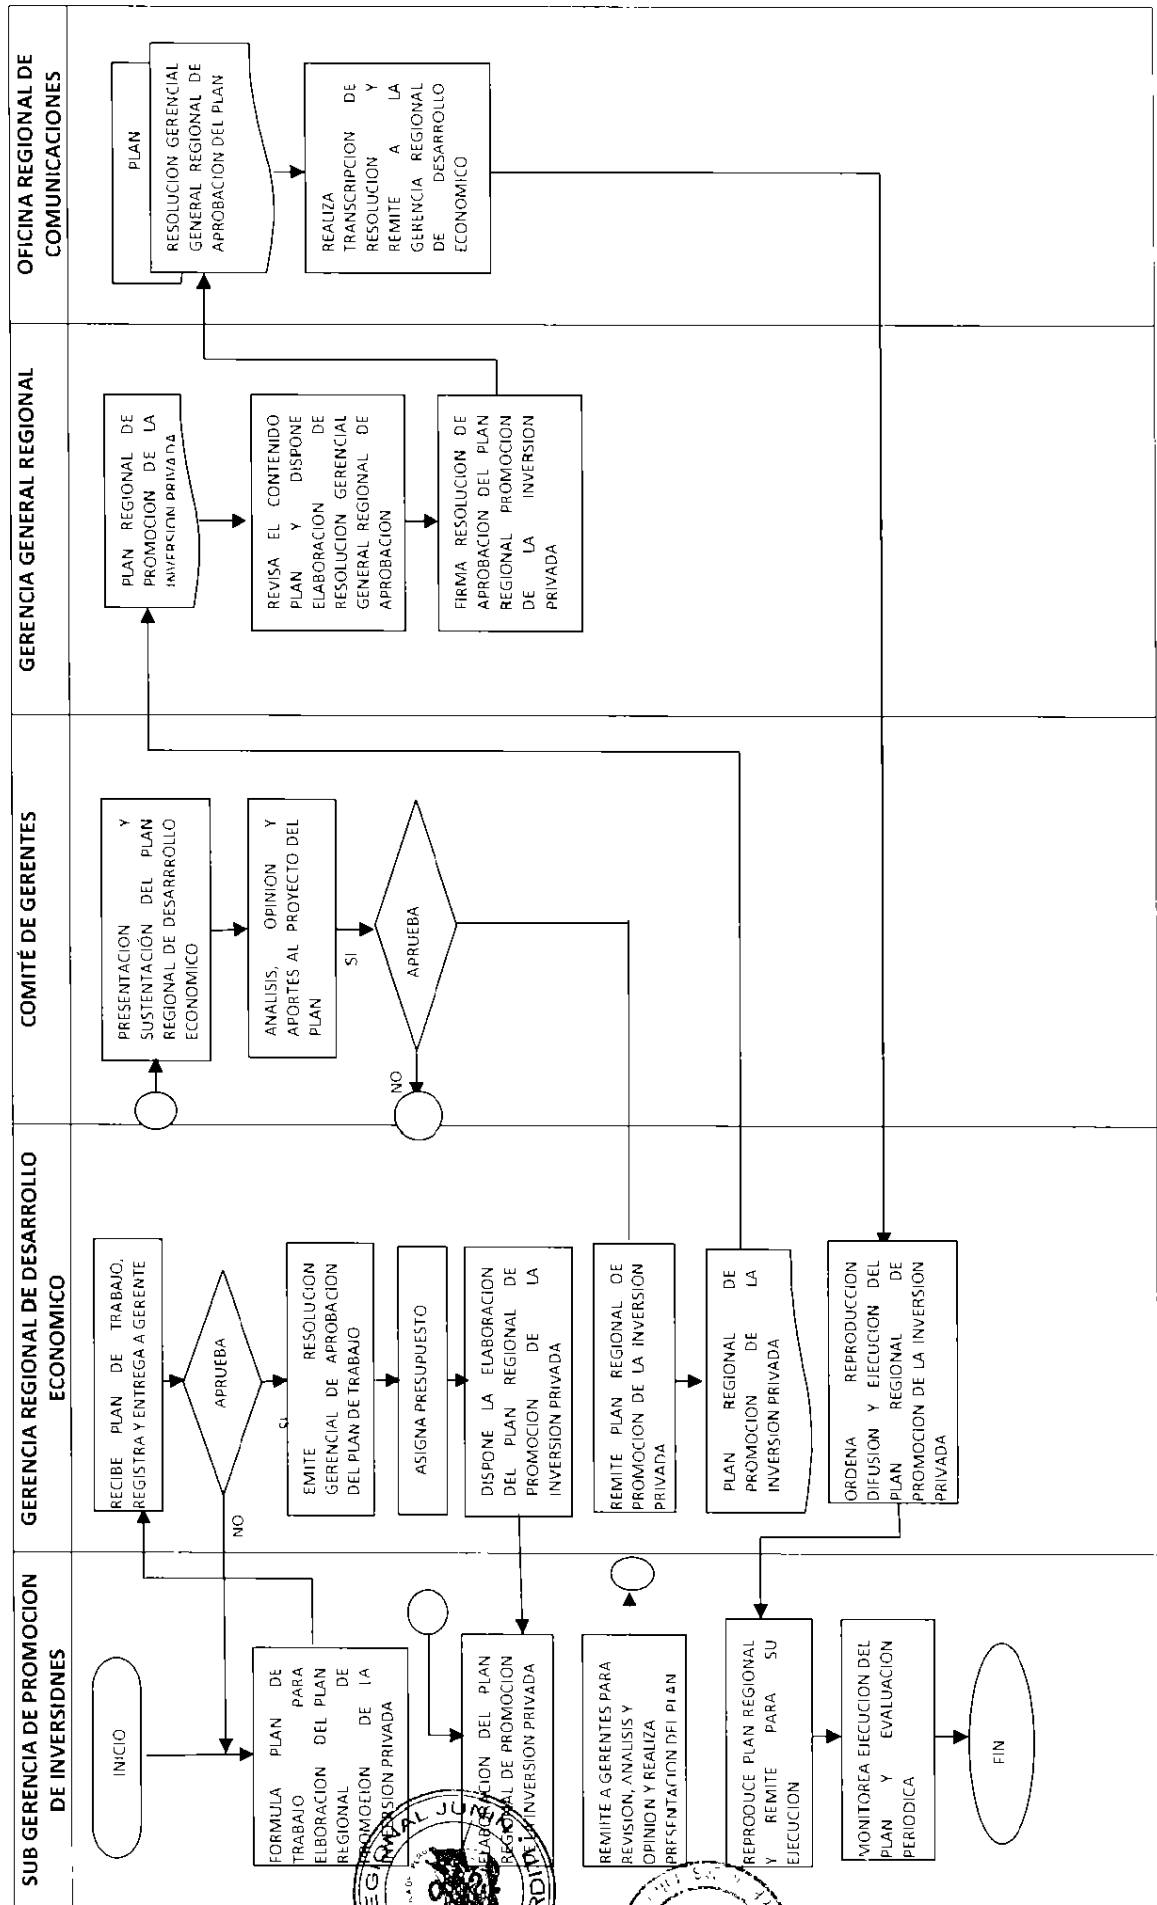 SUB GERENCIA DE PROMOCION
DE INVERSIDNES
INICIO
FORMULA PLAN DE
TRABAJO PARA
ELBORACION DEL PLAN
REGIONAL DE
PROMOCION DE LA
INVERSION PRIVADA
ELABORACION DEL PLAN
REGIONAL DE PROMOCION
INVERSION PRIVADA
REMITE A GERENTES PARA
REVISION, ANALISIS Y
OPINION Y REALIZA
PRESENTACION DEL PLAN
REPRODUCE PLAN REGIONAL
Y REMITE PARA SU
EJECUCION
MONITOREA EJECUCION DEL
PLAN Y EVALUACION
PERIODICA
FIN
GERENCIA REGIONAL DE DESARROLLO
ECONOMICO
RECIBE PLAN DE TRABAJO,
REGISTRA Y ENTREGA A GERENTE
APRUEBA
NO
SI
EMITE RESOLUCION
GERENCIAL DE APROBACION
DEL PLAN DE TRABAJO
ASIGNA PRESUPUESTO
DISPONE LA ELABORACION
DEL PLAN REGIONAL DE
PROMOCION DE LA
INVERSION PRIVADA
REMITE PLAN REGIONAL DE
PROMOCION DE LA INVERSION
PRIVADA
PLAN REGIONAL DE
PROMOCION DE LA
INVERSION PRIVADA
ORDENA REPRODUCCION
DIFUSION Y EJECUCION DEL
PLAN REGIONAL DE
PROMOCION DE LA INVERSION
PRIVADA
COMITÉ DE GERENTES
PRESENTACION Y
SUSTENTACIÓN DEL PLAN
REGIONAL DE DESARRROLLO
ECONOMICO
ANALISIS, OPINION Y
APORTES AL PROYECTO DEL
PLAN
SI
APRUEBA
NO
GERENCIA GENERAL REGIONAL
PLAN REGIONAL DE
PROMOCION DE LA
INVERSION PRIVADA
REVISA EL CONTENIDO
PLAN Y DISPONE
ELABORACION DE
RESOLUCION GERENCIAL
GENERAL REGIONAL DE
APROBACION
FIRMA RESOLUCION DE
APROBACION DEL PLAN
REGIONAL PROMOCION
DE LA INVERSION
PRIVADA
OFICINA REGIONAL DE
COMUNICACIONES
PLAN
RESOLUCION GERENCIAL
GENERAL REGIONAL DE
APROBACION DEL PLAN
REALIZA
TRANSCRIPCION DE
RESOLUCION Y
REMITE A LA
GERENCIA REGIONAL
DE DESARROLLO
ECONOMICO